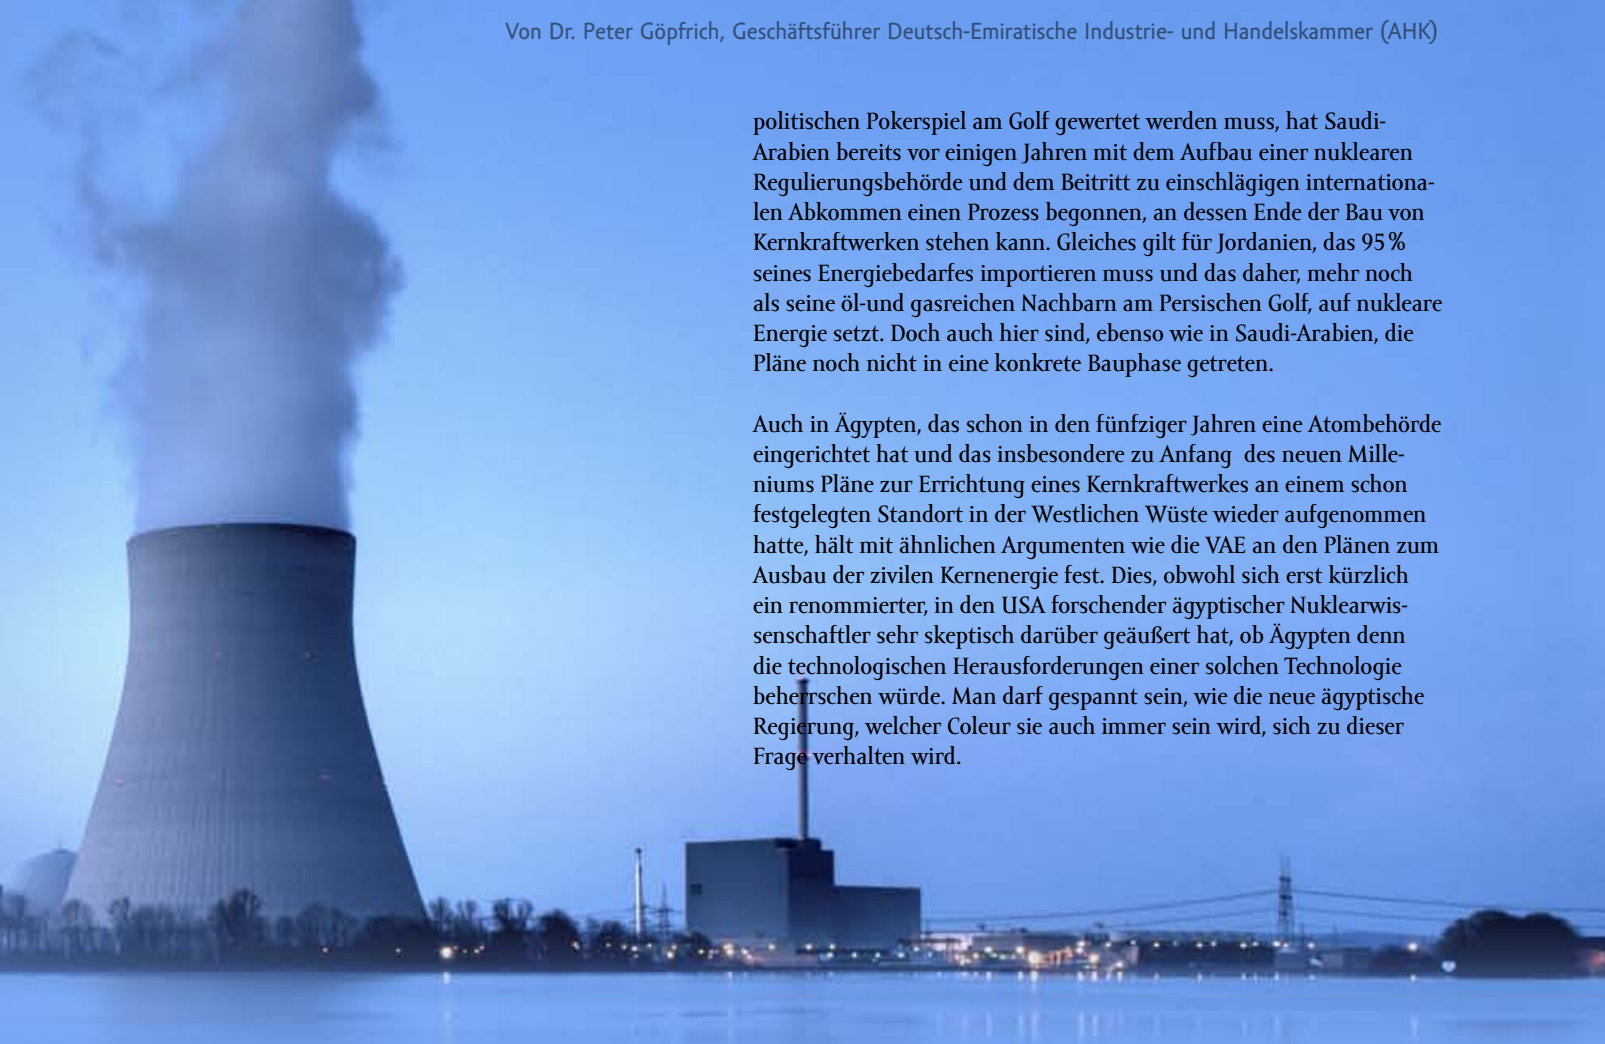 Von Dr. Peter Göpfrich, Geschäftsführer Deutsch-Emiratische Industrie- und Handelskammer (AHK)
politischen Pokerspiel am Golf gewertet werden muss, hat Saudi-
Arabien bereits vor einigen Jahren mit dem Aufbau einer nuklearen
Regulierungsbehörde und dem Beitritt zu einschlägigen internationa-
len Abkommen einen Prozess begonnen, an dessen Ende der Bau von
Kernkraftwerken stehen kann. Gleiches gilt für Jordanien, das 95 %
seines Energiebedarfes importieren muss und das daher, mehr noch
als seine öl-und gasreichen Nachbarn am Persischen Golf, auf nukleare
Energie setzt. Doch auch hier sind, ebenso wie in Saudi-Arabien, die
Pläne noch nicht in eine konkrete Bauphase getreten.
Auch in Ägypten, das schon in den fünfziger Jahren eine Atombehörde
eingerichtet hat und das insbesondere zu Anfang  des neuen Mille-
niums Pläne zur Errichtung eines Kernkraftwerkes an einem schon
festgelegten Standort in der Westlichen Wüste wieder aufgenommen
hatte, hält mit ähnlichen Argumenten wie die VAE an den Plänen zum
Ausbau der zivilen Kernenergie fest. Dies, obwohl sich erst kürzlich
ein renommierter, in den USA forschender ägyptischer Nuklearwis-
senschaftler sehr skeptisch darüber geäußert hat, ob Ägypten denn
die technologischen Herausforderungen einer solchen Technologie
beherrschen würde. Man darf gespannt sein, wie die neue ägyptische
Regierung, welcher Coleur sie auch immer sein wird, sich zu dieser
Frage verhalten wird.